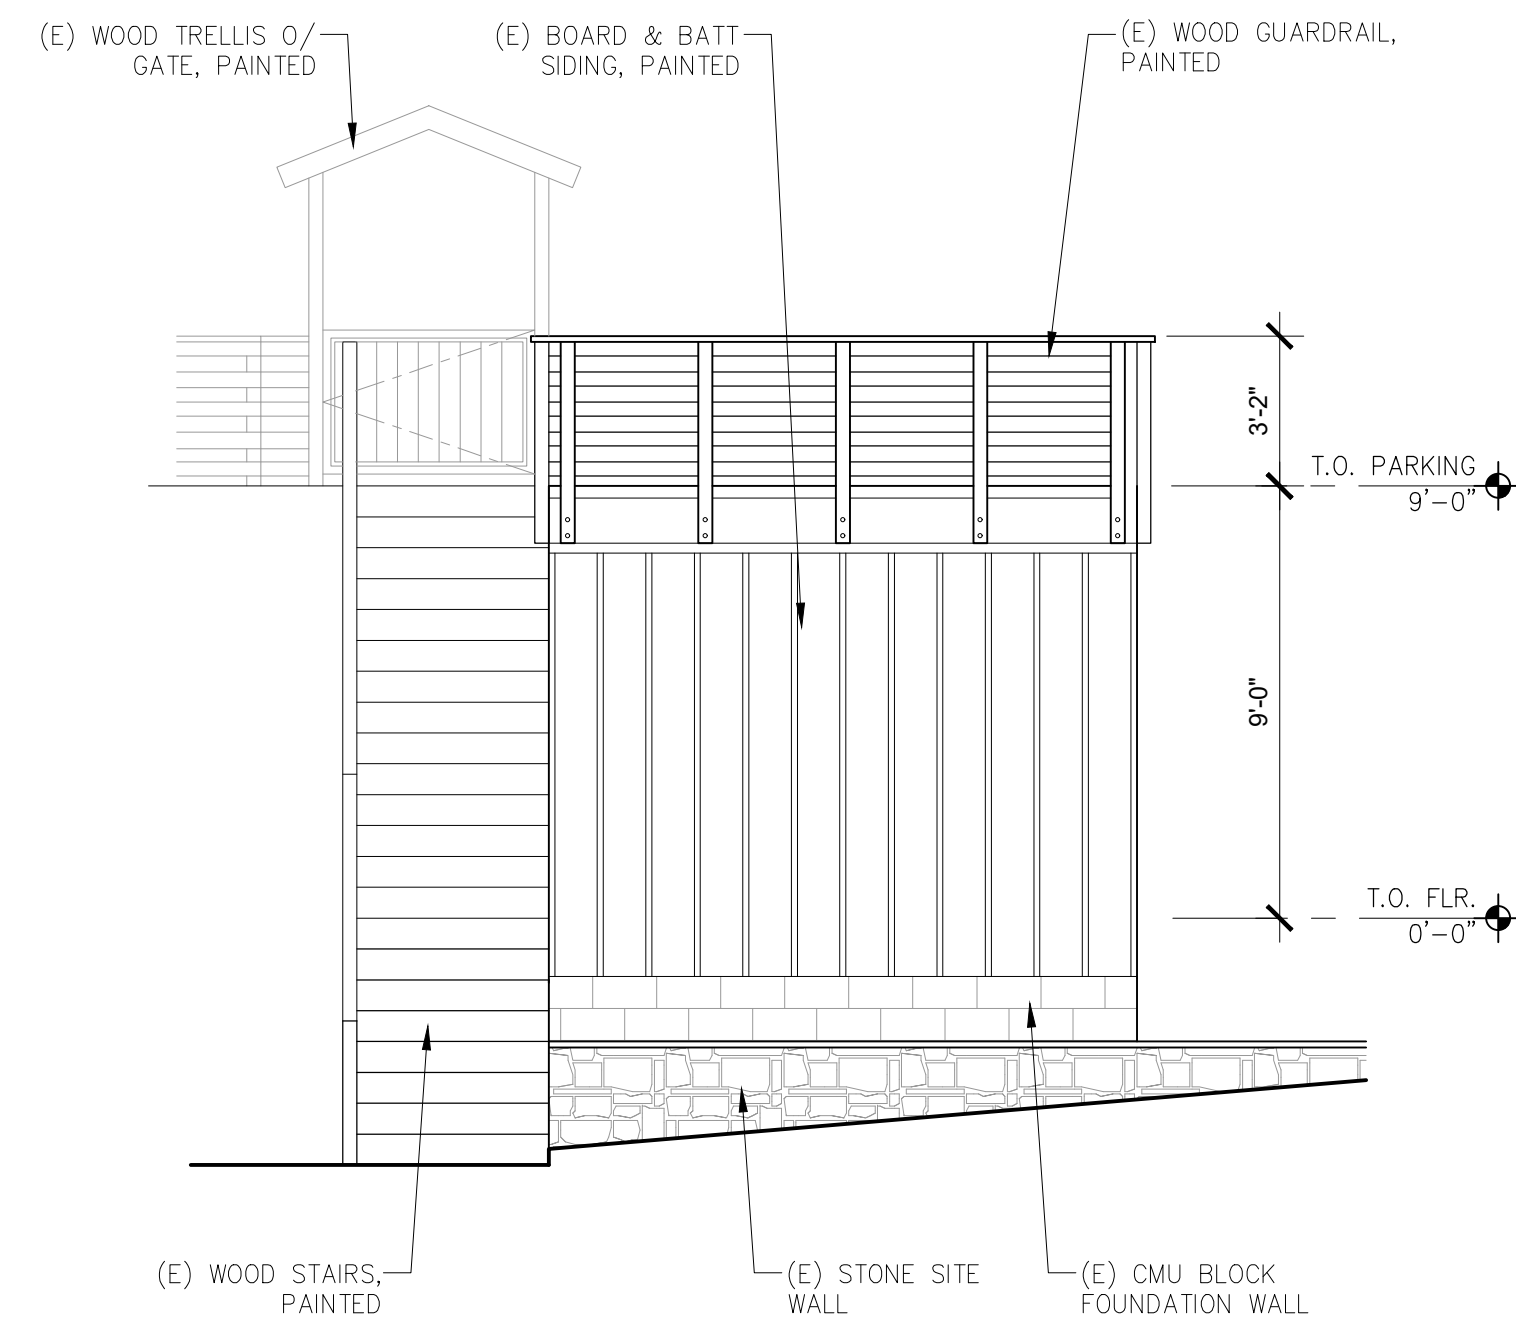 (E) WOOD TRELLIS O/
GATE, PAINTED
(E) BOARD & BATT
SIDING, PAINTED
(E) WOOD GUARDRAIL,
PAINTED
3'-2"
T.O. PARKING
9'-0"
9'-0"
T.O. FLR.
0'-0"
(E) WOOD STAIRS,
PAINTED
(E) STONE SITE
WALL
(E) CMU BLOCK
FOUNDATION WALL